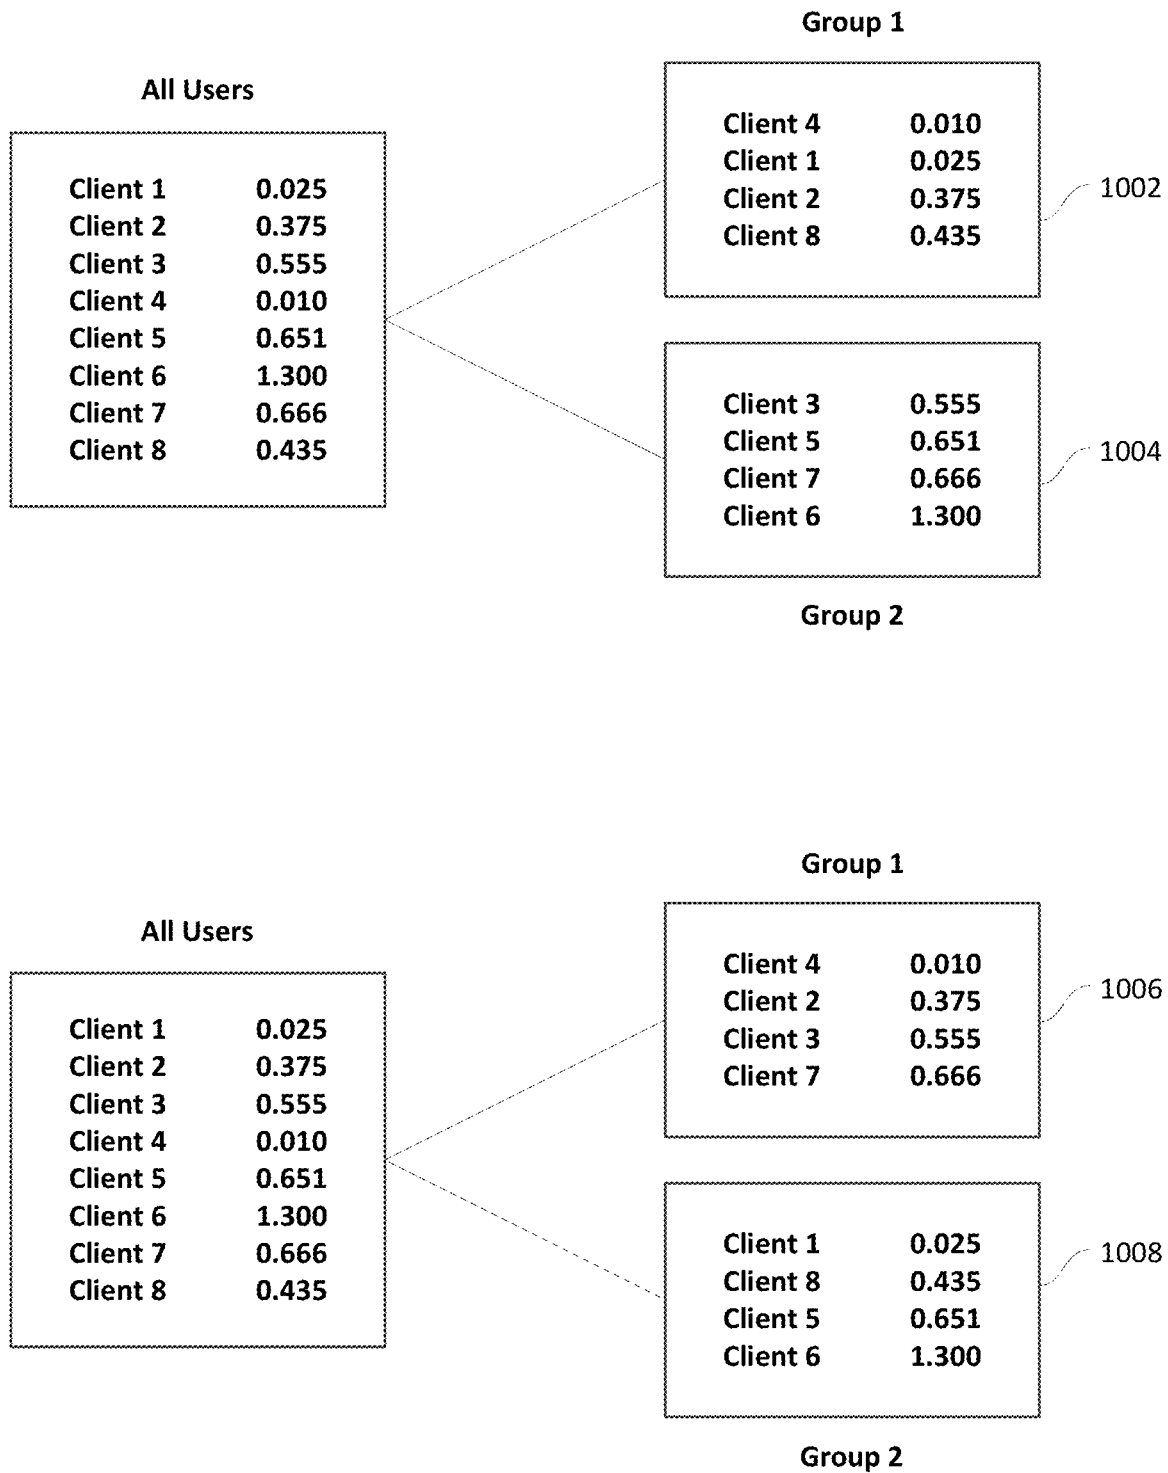 Group 1
All Users
Client 1 0.025
Client 2 0.375
Client 3 0.555
Client 4 0.010
Client 5 0.651
Client 6 1.300
Client 7 0.666
Client 8 0.435
Client 4 0.010
Client 1 0.025
Client 2 0.375
Client 8 0.435
1002
Client 3 0.555
Client 5 0.651
Client 7 0.666
Client 6 1.300
1004
Group 2
Group 1
All Users
Client 1 0.025
Client 2 0.375
Client 3 0.555
Client 4 0.010
Client 5 0.651
Client 6 1.300
Client 7 0.666
Client 8 0.435
Client 4 0.010
Client 2 0.375
Client 3 0.555
Client 7 0.666
1006
Client 1 0.025
Client 8 0.435
Client 5 0.651
Client 6 1.300
1008
Group 2